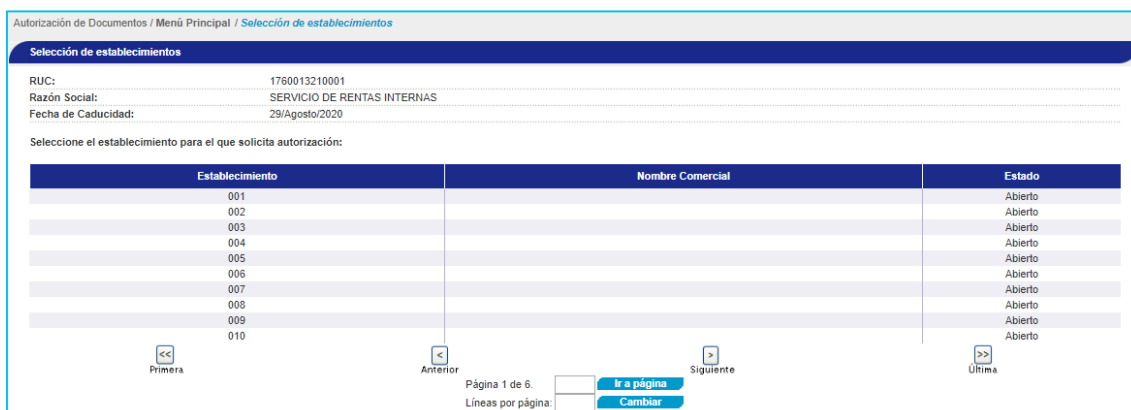 Autorización de Documentos / Menú Principal / Selección de establecimientos
Selección de establecimientos
RUC: 1760013210001
Razón Social: SERVICIO DE RENTAS INTERNAS
Fecha de Caducidad: 29/Agosto/2020
Seleccione el establecimiento para el que solicita autorización:
Establecimiento Nombre Comercial Estado
001 Abierto
002 Abierto
003 Abierto
004 Abierto
005 Abierto
006 Abierto
007 Abierto
008 Abierto
009 Abierto
010 Abierto
<< < > >>
Primera Anterior Siguiente Última
Página 1 de 6. Ir a página
Líneas por página: Cambiar